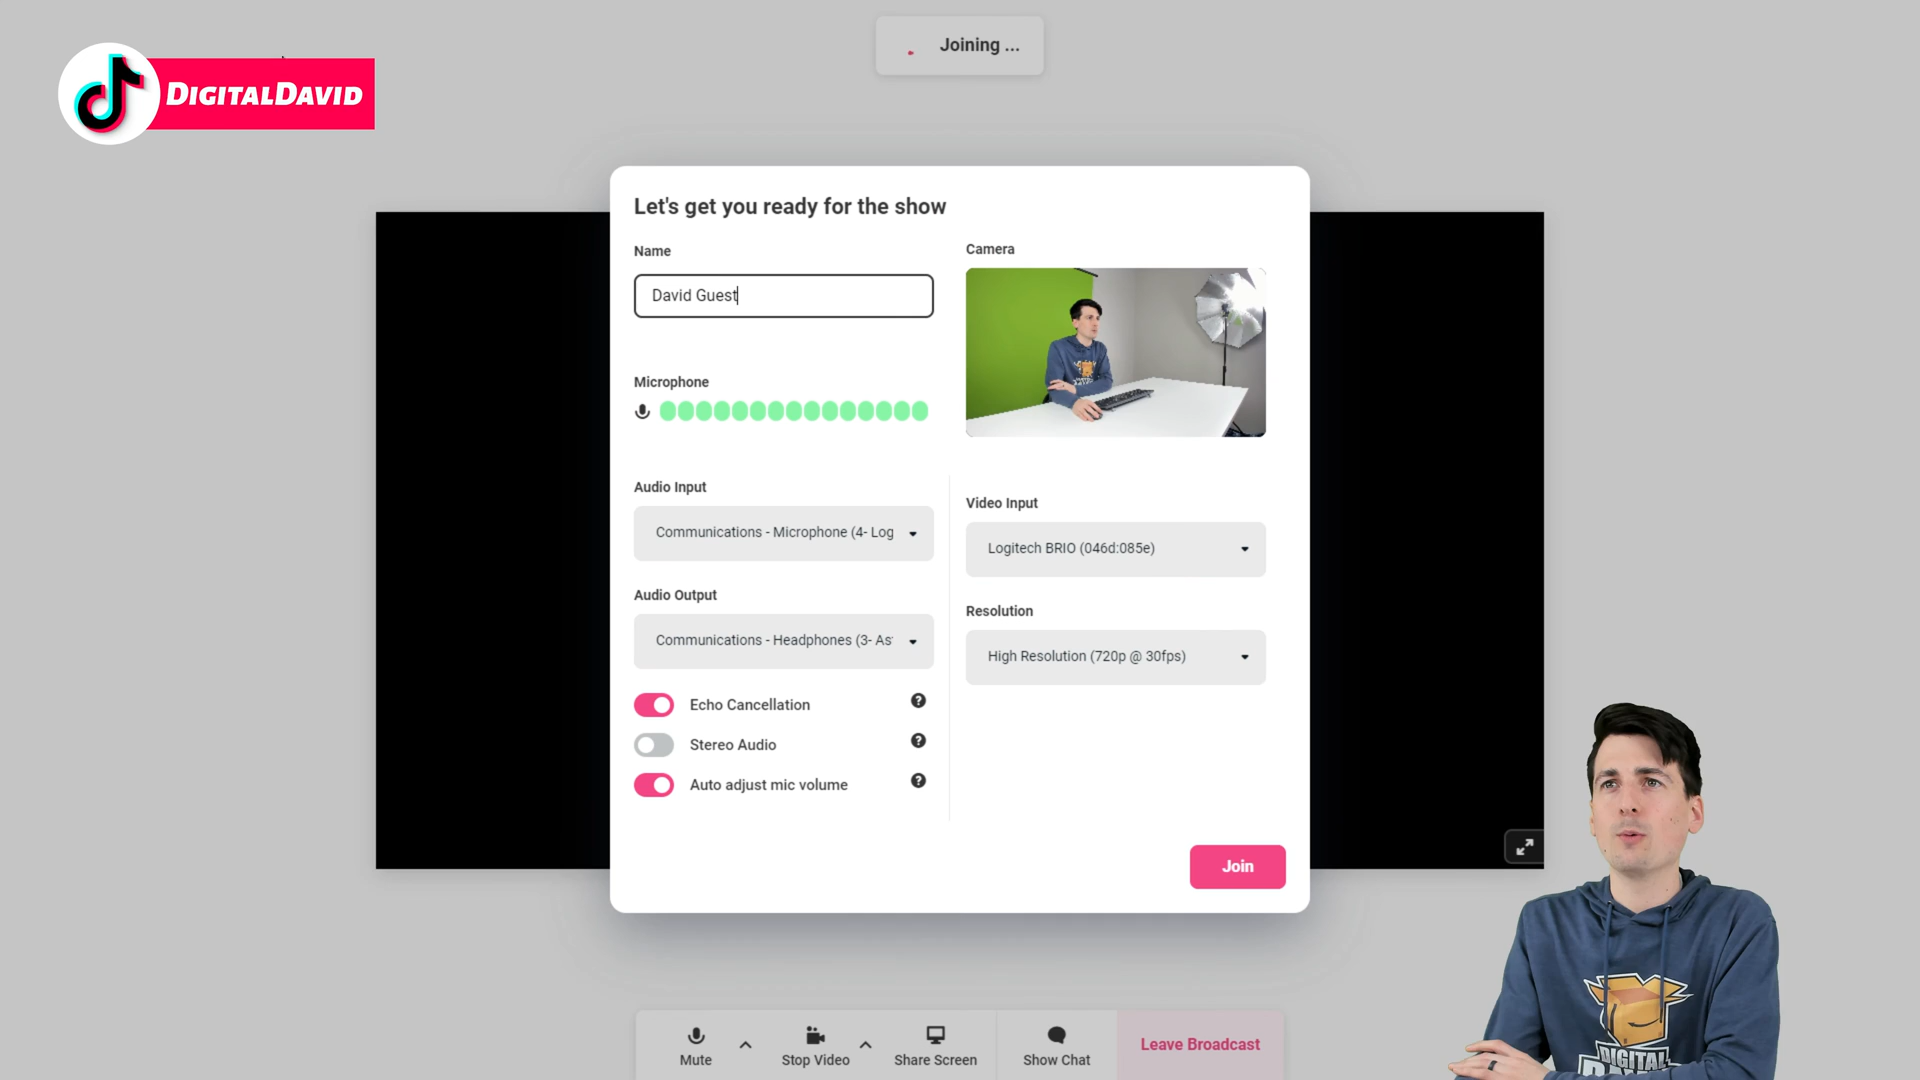 Joining ...
DIGITALDAVID
Let's get you ready for the show
Name
David Guest
Camera
Microphone
Audio Input
Communications - Microphone (4- Log
Audio Output
Communications - Headphones (3- As
Echo Cancellation
Stereo Audio
Auto adjust mic volume
Video Input
Logitech BRIO (046d:085e)
Resolution
High Resolution (720p @ 30fps)
Join
Mute
Stop Video
Share Screen
Show Chat
Leave Broadcast
DIGITAL